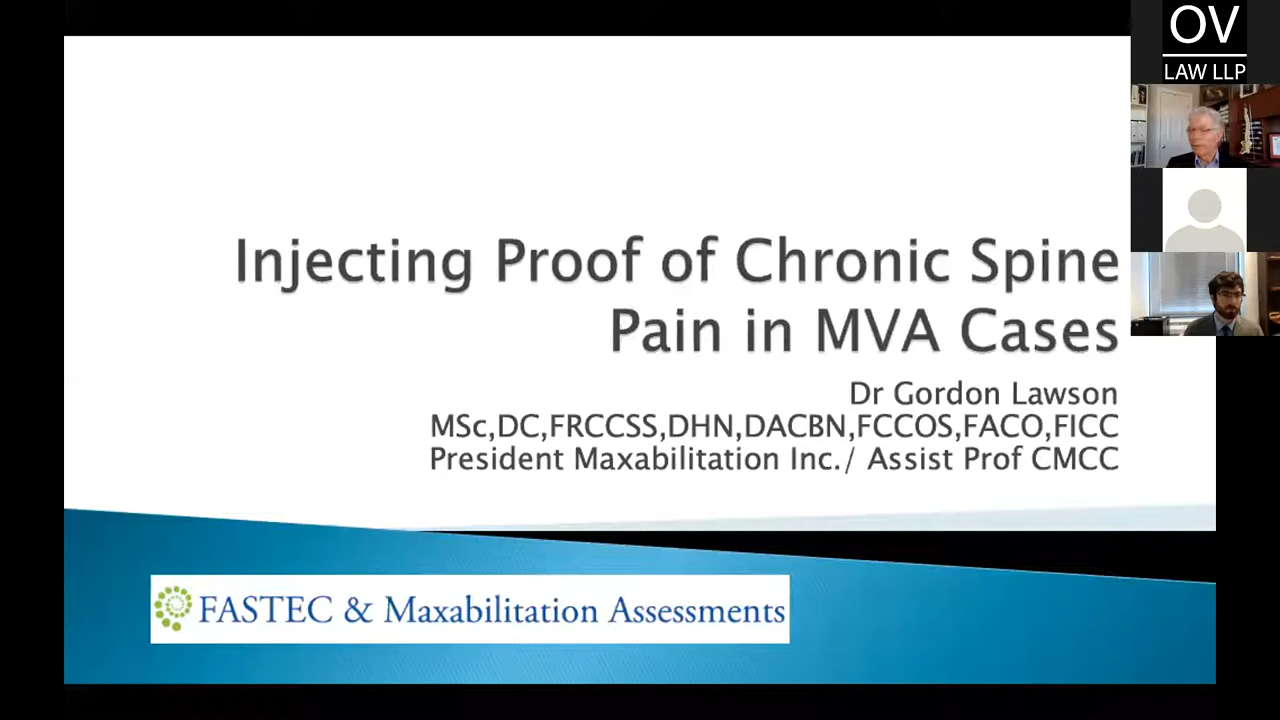 OV
LAW LLP
Injecting Proof of Chronic Spine
Pain in MVA Cases
Dr Gordon Lawson
MSc,DC,FRCCSS,DHN,DACBN,FCCOS,FACO,FICC
President Maxabilitation Inc./ Assist Prof CMCC
FASTEC & Maxabilitation Assessments